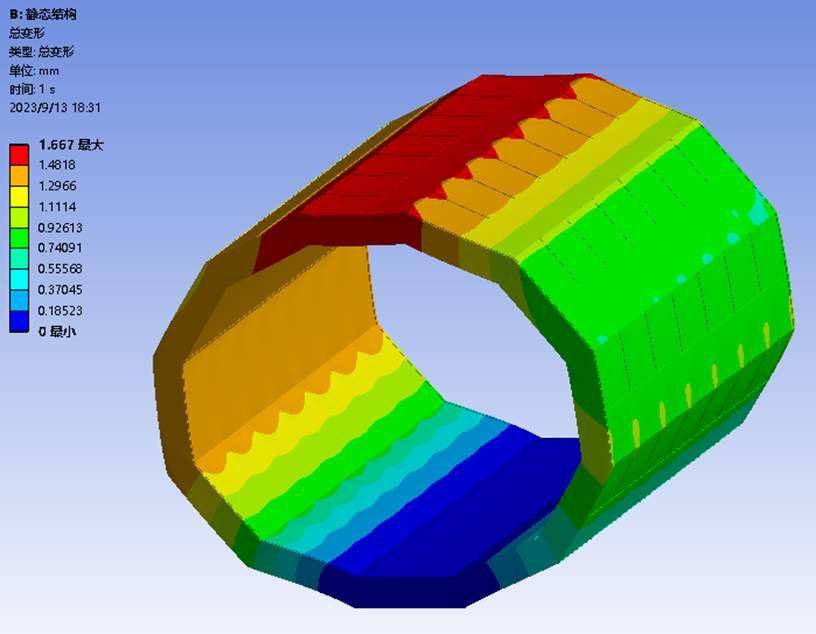 B: 静态结构
总变形
类型: 总变形
单位: mm
时间: 1 s
2023/9/13 18:31
1.667 最大
1.4818
1.2966
1.1114
0.92613
0.74091
0.55568
0.37045
0.18523
0 最小